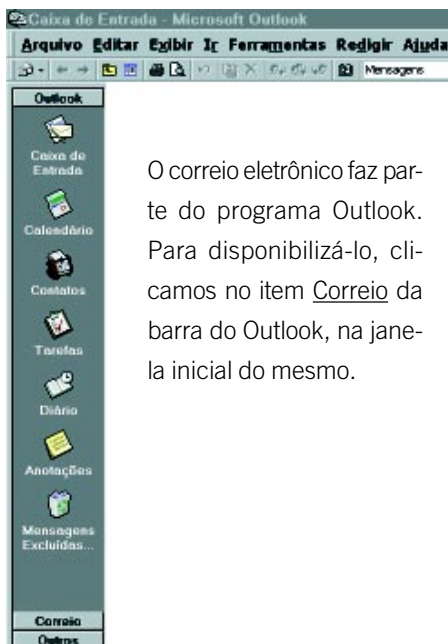 Caixa de Entrada - Microsoft Outlook
Arquivo Editar Exibir Ir Ferramentas Redigir Ajuda
Mensagens
Outlook
Caixa de
Entrada
Calendário
Contatos
Tarefas
Diário
Anotações
Mensagens
Excluídas...
Correio
Outros
O correio eletrônico faz par-
te do programa Outlook.
Para disponibilizá-lo, cli-
camos no item Correio da
barra do Outlook, na jane-
la inicial do mesmo.